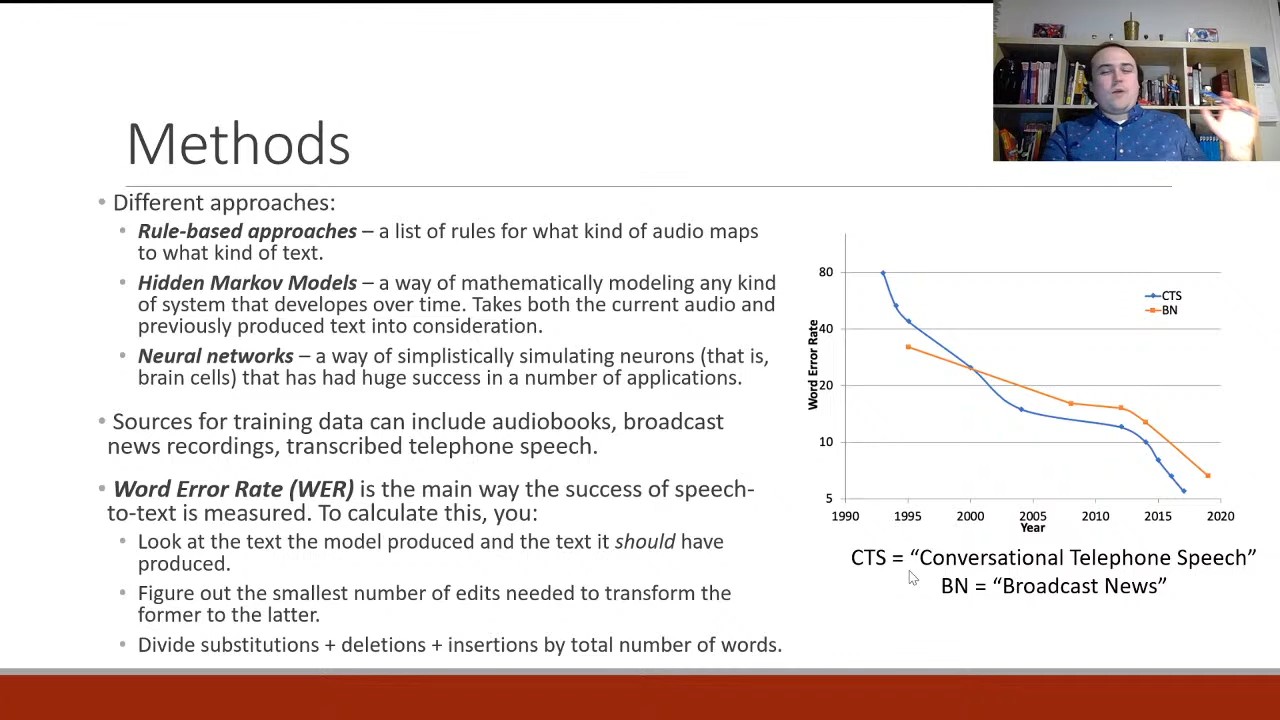 Methods
• Different approaches:
• Rule-based approaches – a list of rules for what kind of audio maps
to what kind of text.
• Hidden Markov Models – a way of mathematically modeling any kind
of system that developes over time. Takes both the current audio and
previously produced text into consideration.
• Neural networks – a way of simplistically simulating neurons (that is,
brain cells) that has had huge success in a number of applications.
• Sources for training data can include audiobooks, broadcast
news recordings, transcribed telephone speech.
• Word Error Rate (WER) is the main way the success of speech-
to-text is measured. To calculate this, you:
• Look at the text the model produced and the text it should have
produced.
• Figure out the smallest number of edits needed to transform the
former to the latter.
• Divide substitutions + deletions + insertions by total number of words.
Word Error Rate
80
40
20
10
5
CTS
BN
1990 1995 2000 2005 2010 2015 2020
Year
CTS = “Conversational Telephone Speech”
BN = “Broadcast News”